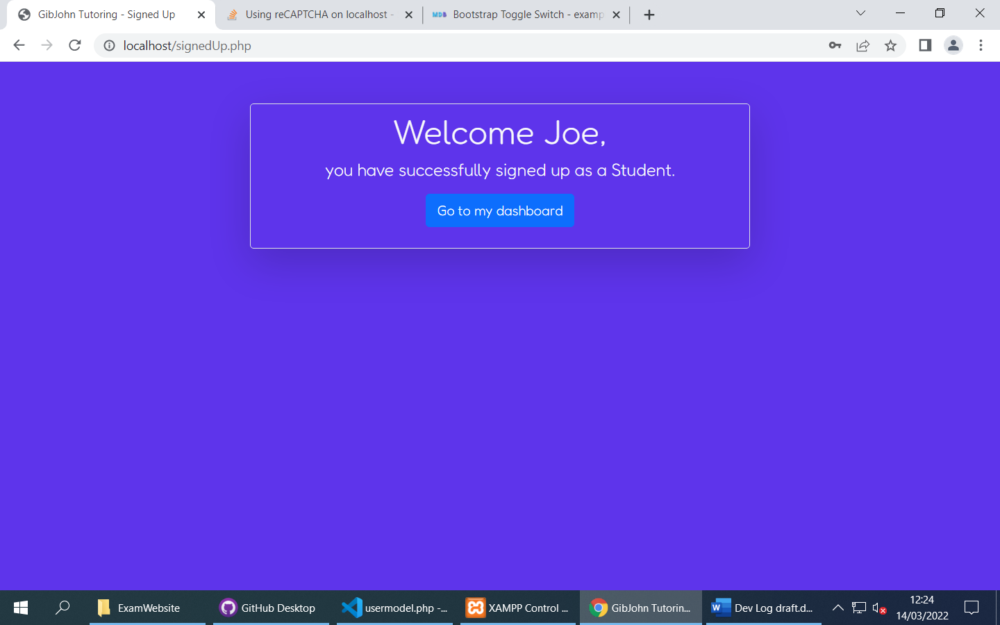 GibJohn Tutoring - Signed Up
Using reCAPTCHA on localhost -
MDB
Bootstrap Toggle Switch - examp
localhost/signedUp.php
Welcome Joe,
you have successfully signed up as a Student.
Go to my dashboard
ExamWebsite
GitHub Desktop
usermodel.php -...
XAMPP Control ...
GibJohn Tutorin...
Dev Log draft.d...
12:24
14/03/2022